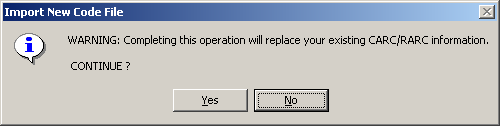 Import New Code File
WARNING: Completing this operation will replace your existing CARC/RARC information.
CONTINUE ?
Yes
No